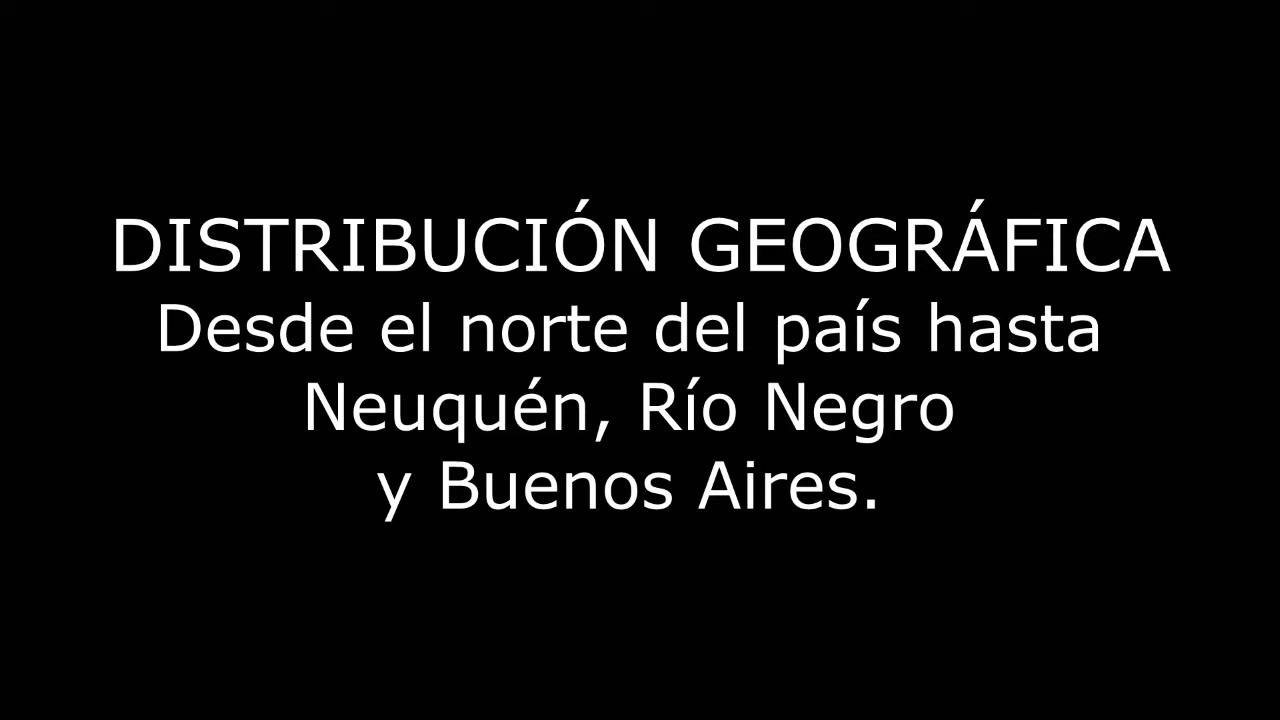 DISTRIBUCIÓN GEOGRÁFICA
Desde el norte del país hasta
Neuquén, Río Negro
y Buenos Aires.